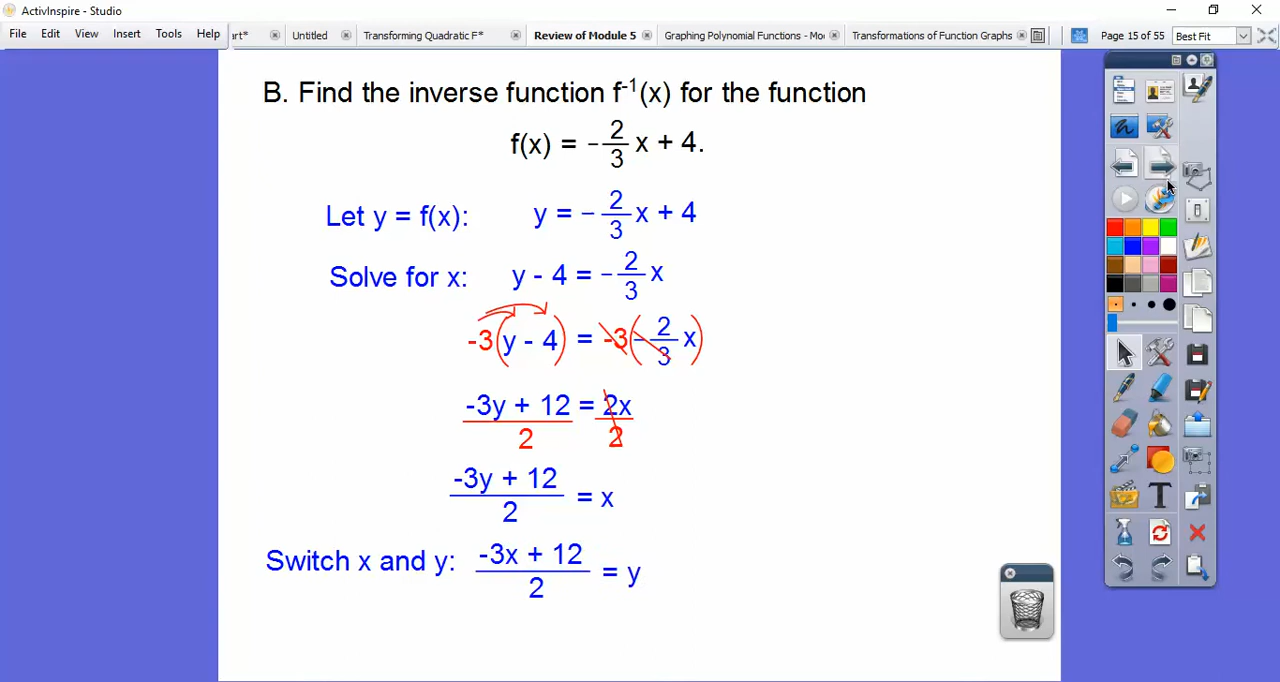 ActivInspire - Studio
File Edit View Insert Tools Help
art* Untitled Transforming Quadratic F* Review of Module 5 Graphing Polynomial Functions - Mod Transformations of Function Graphs Page 15 of 55 Best Fit
B. Find the inverse function f⁻¹(x) for the function
f(x) = -2/3 x + 4.
Let y = f(x): y = -2/3 x + 4
Solve for x: y - 4 = -2/3 x
-3(y - 4) = -3(-2/3 x)
-3y + 12 / 2 = 2x / 2
-3y + 12 / 2 = x
Switch x and y: -3x + 12 / 2 = y
T